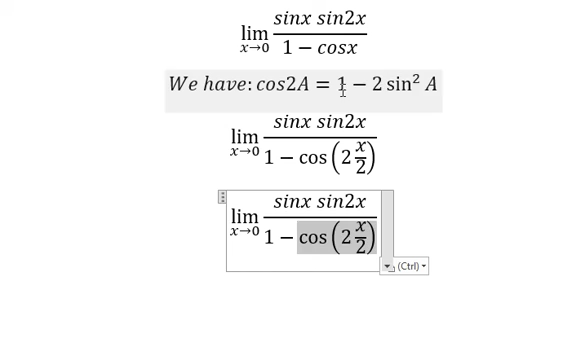 lim x→0 sinx sin2x / 1 − cosx
We have: cos2A = 1 − 2 sin² A
lim x→0 sinx sin2x / 1 − cos(2 x/2)
lim x→0 sinx sin2x / 1 − cos(2 x/2)
(Ctrl)